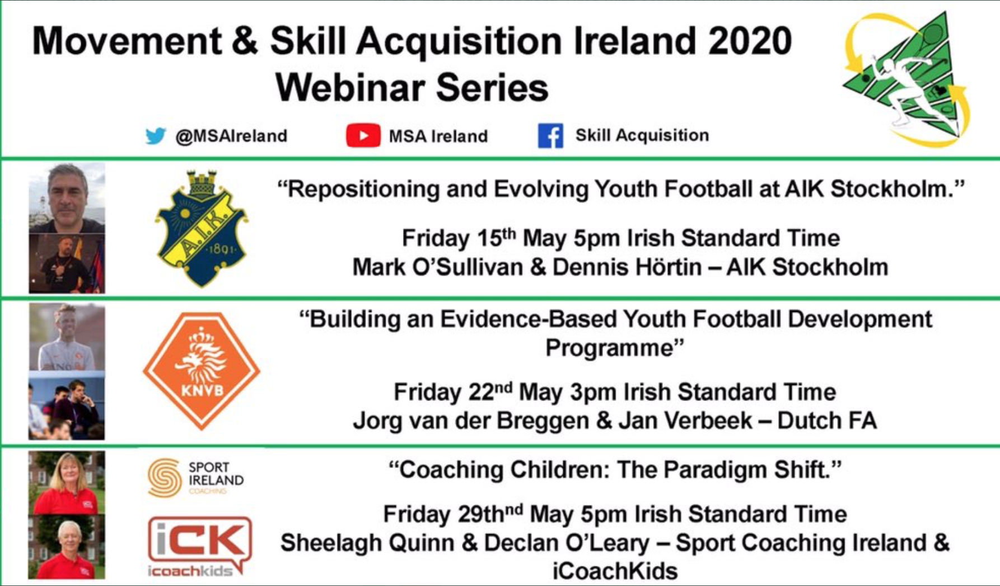 Movement & Skill Acquisition Ireland 2020
Webinar Series
@MSAIreland
MSA Ireland
Skill Acquisition
“Repositioning and Evolving Youth Football at AIK Stockholm.”
A.I.K.
·1891·
Friday 15th May 5pm Irish Standard Time
Mark O’Sullivan & Dennis Hörtin – AIK Stockholm
“Building an Evidence-Based Youth Football Development
Programme”
KNVB
Friday 22nd May 3pm Irish Standard Time
Jorg van der Breggen & Jan Verbeek – Dutch FA
SPORT
IRELAND
COACHING
“Coaching Children: The Paradigm Shift.”
iCK
icoachkids
Friday 29thnd May 5pm Irish Standard Time
Sheelagh Quinn & Declan O’Leary – Sport Coaching Ireland &
iCoachKids